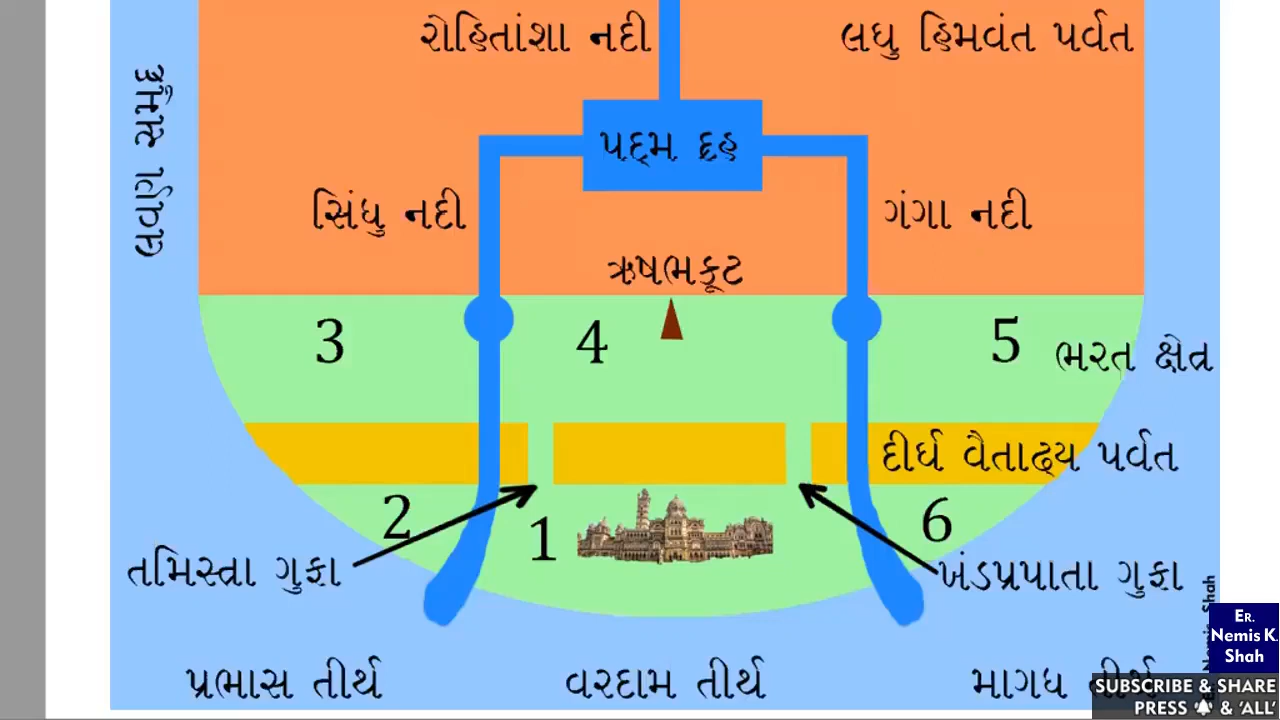 રોહિતાંશા નદી
લઘુ હિમવંત પર્વત
લવણ સમુદ્ર
પદ્મ દ્રહ
સિંધુ નદી
ગંગા નદી
ઋષભકૂટ
3
4
5
ભરત ક્ષેત્ર
દીર્ઘ વૈતાઢ્ય પર્વત
2
1
6
તમિસ્ત્રા ગુફા
ખંડપ્રપાતા ગુફા
પ્રભાસ તીર્થ
વરદામ તીર્થ
માગધ તીર્થ
ER.
Nemis K.
Shah
SUBSCRIBE & SHARE
PRESS & 'ALL'